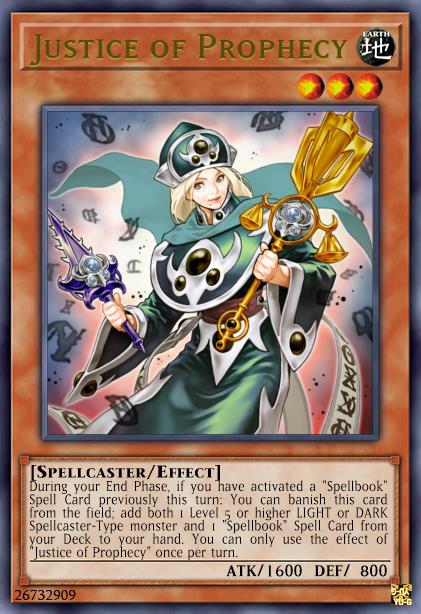 JUSTICE OF PROPHECY
EARTH
地
[SPELLCASTER/EFFECT]
During your End Phase, if you have activated a "Spellbook"
Spell Card previously this turn: You can banish this card
from the field; add both 1 Level 5 or higher LIGHT or DARK
Spellcaster-Type monster and 1 "Spellbook" Spell Card from
your Deck to your hand. You can only use the effect of
"Justice of Prophecy" once per turn.
ATK/1600 DEF/ 800
26732909